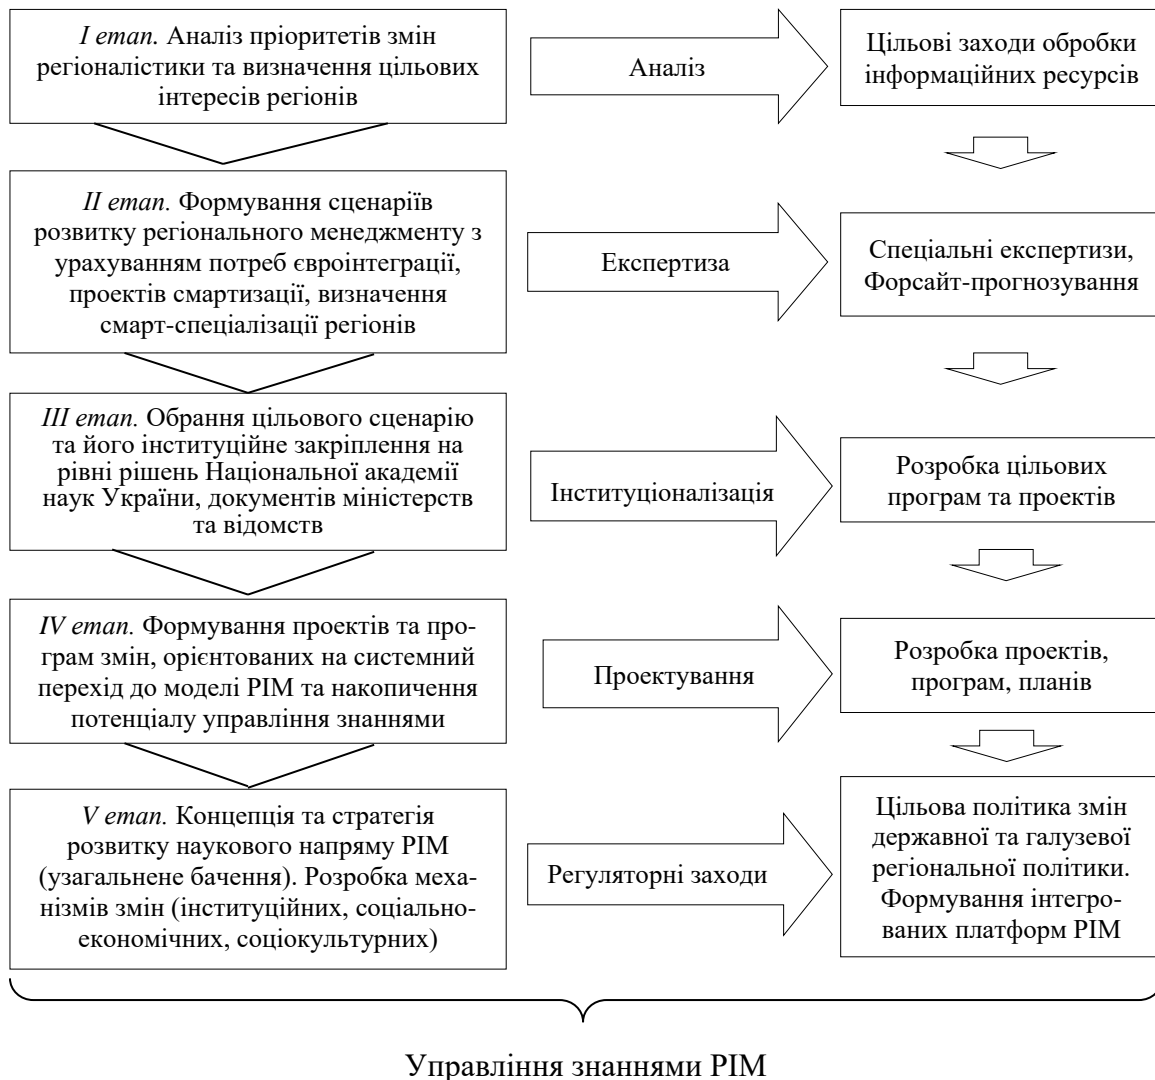 I етап. Аналіз пріоритетів змін
регіоналістики та визначення цільових
інтересів регіонів
Аналіз
Цільові заходи обробки
інформаційних ресурсів
II етап. Формування сценаріїв
розвитку регіонального менеджменту з
урахуванням потреб євроінтеграції,
проектів смартизації, визначення
смарт-спеціалізації регіонів
Експертиза
Спеціальні експертизи,
Форсайт-прогнозування
III етап. Обрання цільового сценарію
та його інституційне закріплення на
рівні рішень Національної академії
наук України, документів міністерств
та відомств
Інституціоналізація
Розробка цільових
програм та проектів
IV етап. Формування проектів та про-
грам змін, орієнтованих на системний
перехід до моделі РІМ та накопичення
потенціалу управління знаннями
Проектування
Розробка проектів,
програм, планів
V етап. Концепція та стратегія
розвитку наукового напряму РІМ
(узагальнене бачення). Розробка меха-
нізмів змін (інституційних, соціально-
економічних, соціокультурних)
Регуляторні заходи
Цільова політика змін
державної та галузевої
регіональної політики.
Формування інтегро-
ваних платформ РІМ
Управління знаннями РІМ